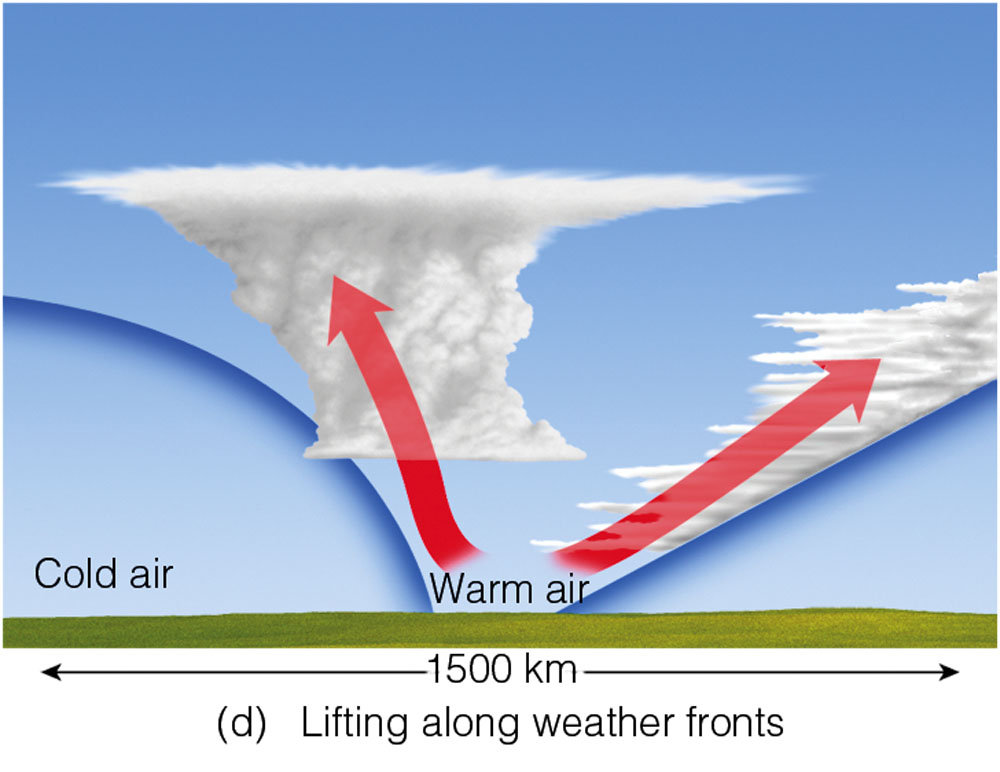 Cold air
Warm air
1500 km
(d) Lifting along weather fronts